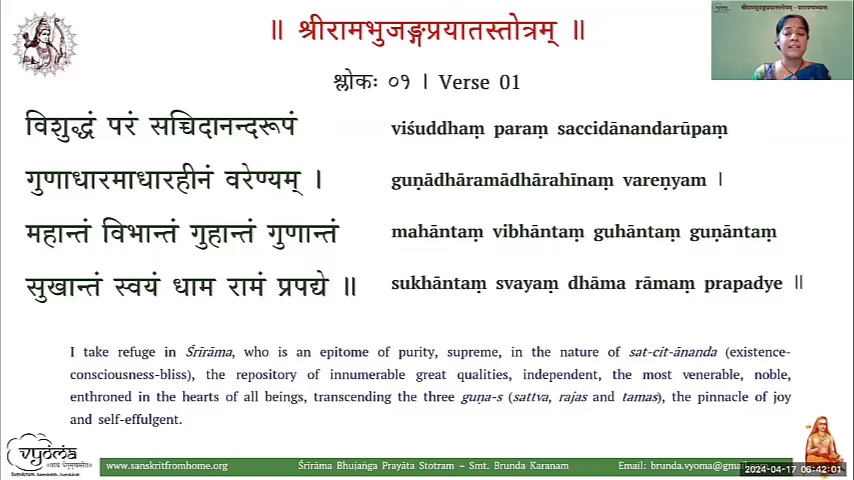 ॥ श्रीरामभुजङ्गप्रयातस्तोत्रम् ॥
श्लोकः ०१ | Verse 01
विशुद्धं परं सच्चिदानन्दरूपं
गुणाधारमाधारहीनं वरेण्यम् ।
महान्तं विभान्तं गुहान्तं गुणान्तं
सुखान्तं स्वयं धाम रामं प्रपद्ये ॥
viśuddhaṃ paraṃ saccidānandarūpaṃ
guṇādhāramādhārahīnaṃ vareṇyam |
mahāntaṃ vibhāntaṃ guhāntaṃ guṇāntaṃ
sukhāntaṃ svayaṃ dhāma rāmaṃ prapadye ||
I take refuge in Śrīrāma, who is an epitome of purity, supreme, in the nature of sat-cit-ānanda (existence-
consciousness-bliss), the repository of innumerable great qualities, independent, the most venerable, noble,
enthroned in the hearts of all beings, transcending the three guṇa-s (sattva, rajas and tamas), the pinnacle of joy
and self-effulgent.
vyoma
www.sanskritfromhome.org
Śrīrāma Bhujaṅga Prayāta Stotram – Smt. Brunda Karanam
Email: brunda.vyoma@gmail
2024-04-17 06:42:01